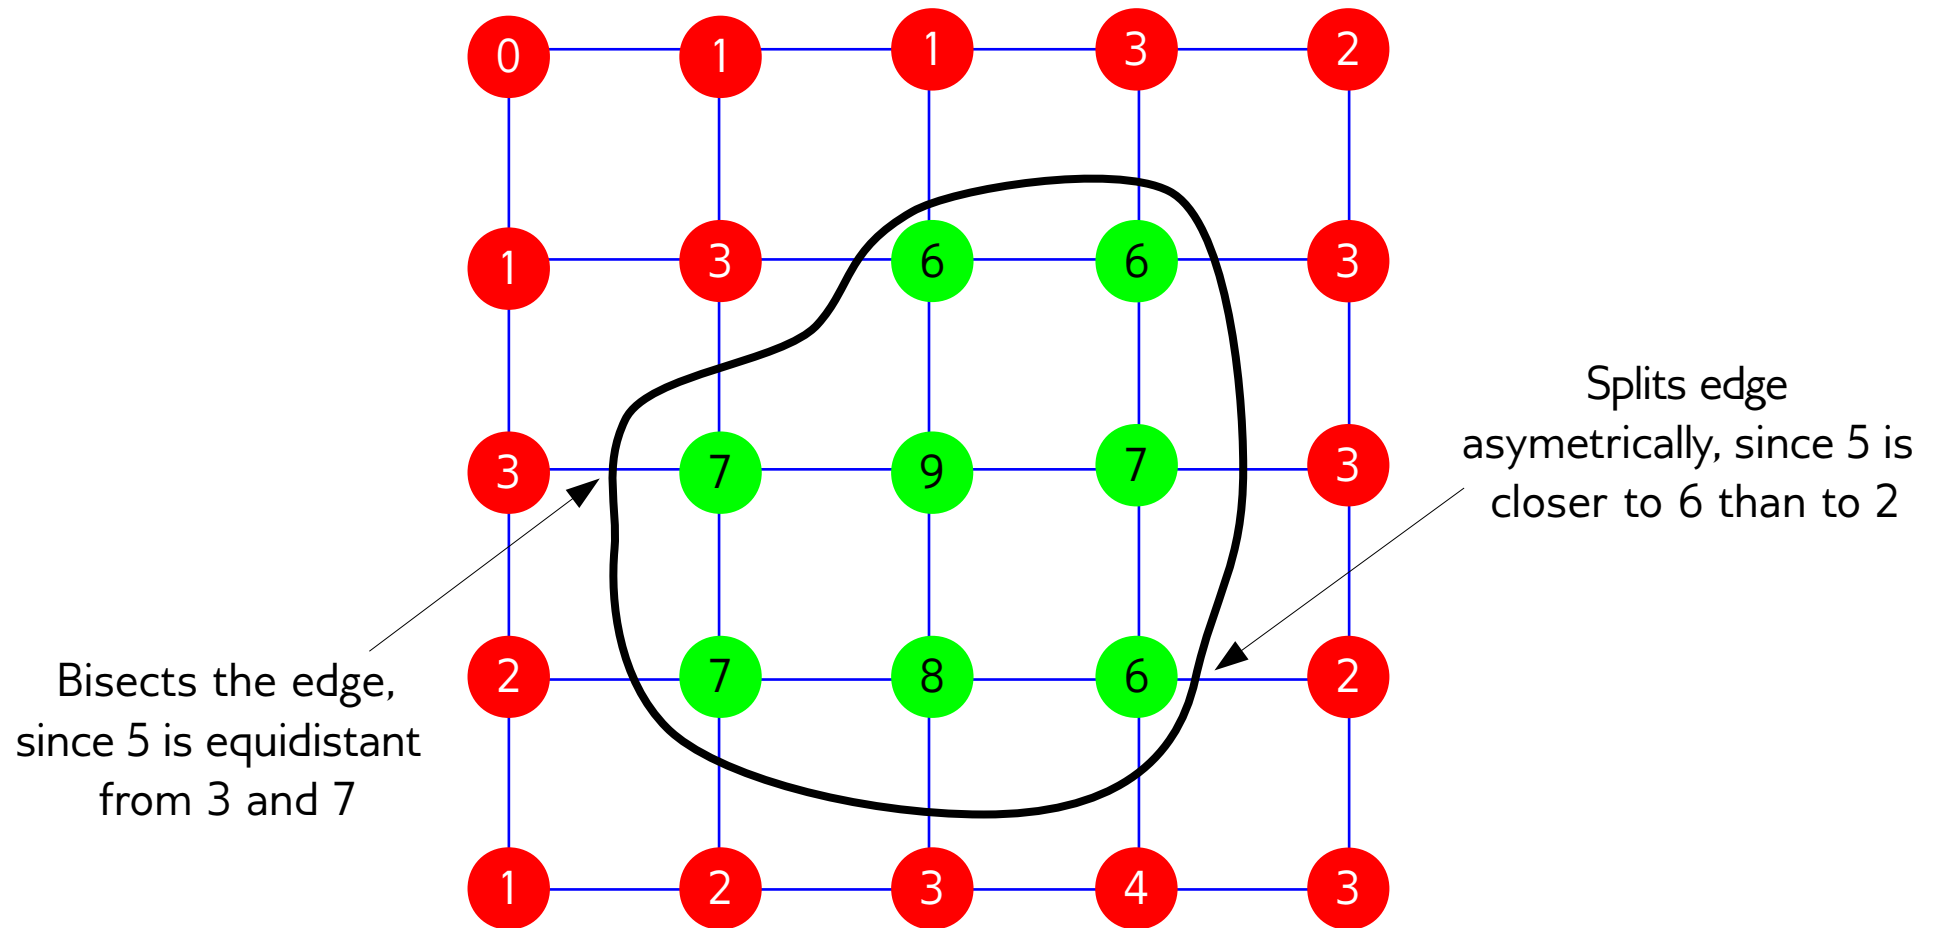 0 1 1 3 2
1 3 6 6 3
3 7 9 7 3
2 7 8 6 2
1 2 3 4 3
Splits edge
asymetrically, since 5 is
closer to 6 than to 2
Bisects the edge,
since 5 is equidistant
from 3 and 7